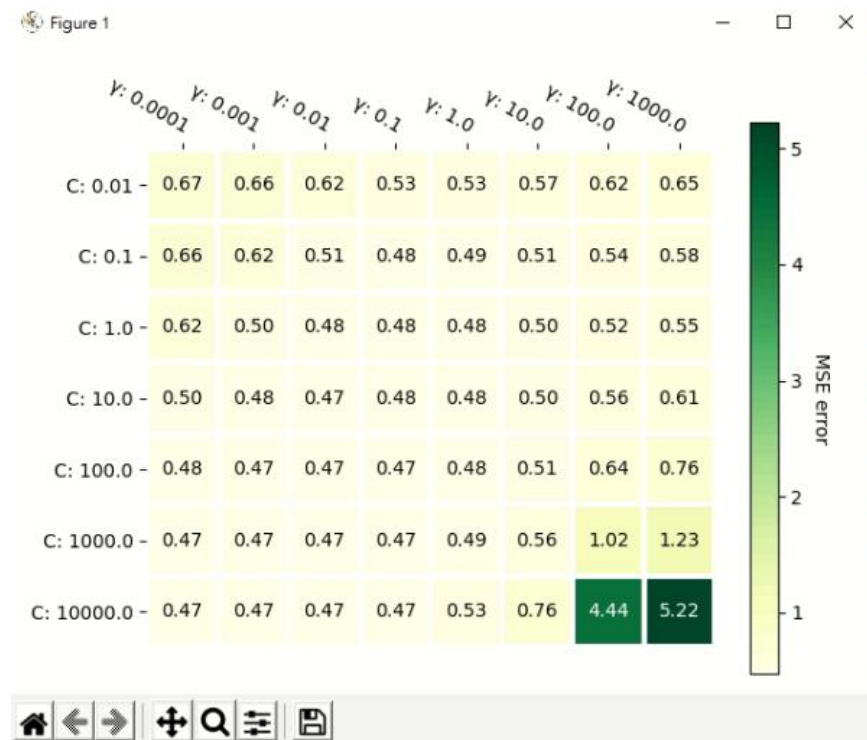 Figure 1
γ: 0.0001 γ: 0.001 γ: 0.01 γ: 0.1 γ: 1.0 γ: 10.0 γ: 100.0 γ: 1000.0
C: 0.01 0.67 0.66 0.62 0.53 0.53 0.57 0.62 0.65
C: 0.1 0.66 0.62 0.51 0.48 0.49 0.51 0.54 0.58
C: 1.0 0.62 0.50 0.48 0.48 0.48 0.50 0.52 0.55
C: 10.0 0.50 0.48 0.47 0.48 0.48 0.50 0.56 0.61
C: 100.0 0.48 0.47 0.47 0.47 0.48 0.51 0.64 0.76
C: 1000.0 0.47 0.47 0.47 0.47 0.49 0.56 1.02 1.23
C: 10000.0 0.47 0.47 0.47 0.47 0.53 0.76 4.44 5.22
5
4
3
2
1
MSE error